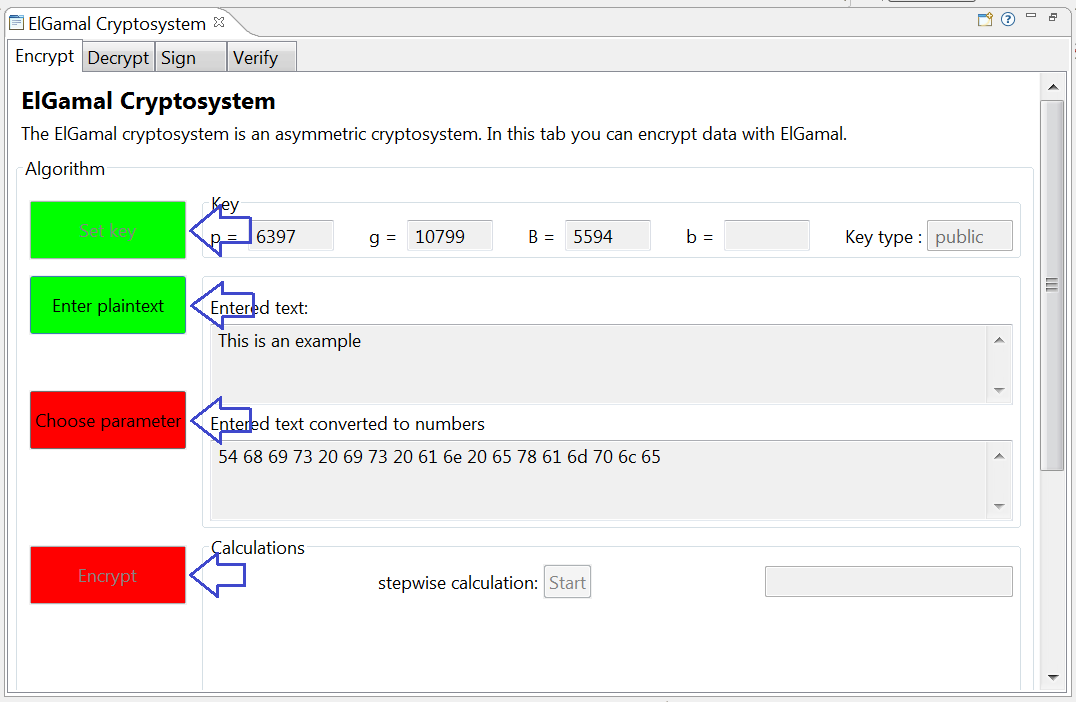 ElGamal Cryptosystem
Encrypt Decrypt Sign Verify
ElGamal Cryptosystem
The ElGamal cryptosystem is an asymmetric cryptosystem. In this tab you can encrypt data with ElGamal.
Algorithm
Set key
Key
p = 6397 g = 10799 B = 5594 b = Key type : public
Enter plaintext
Entered text:
This is an example
Choose parameter
Entered text converted to numbers
54 68 69 73 20 69 73 20 61 6e 20 65 78 61 6d 70 6c 65
Encrypt
Calculations
stepwise calculation: Start